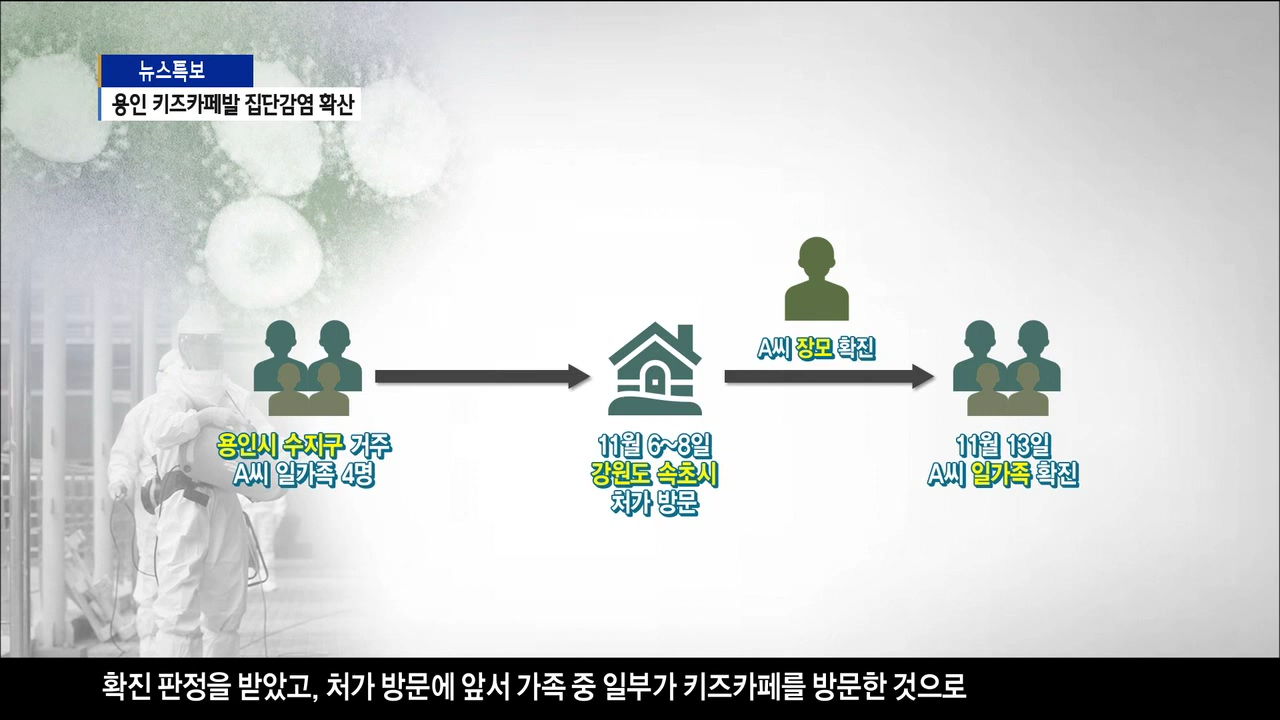 뉴스특보
용인 키즈카페발 집단감염 확산
A씨 장모 확진
용인시 수지구 거주
A씨 일가족 4명
11월 6~8일
강원도 속초시
처가 방문
11월 13일
A씨 일가족 확진
확진 판정을 받았고, 처가 방문에 앞서 가족 중 일부가 키즈카페를 방문한 것으로